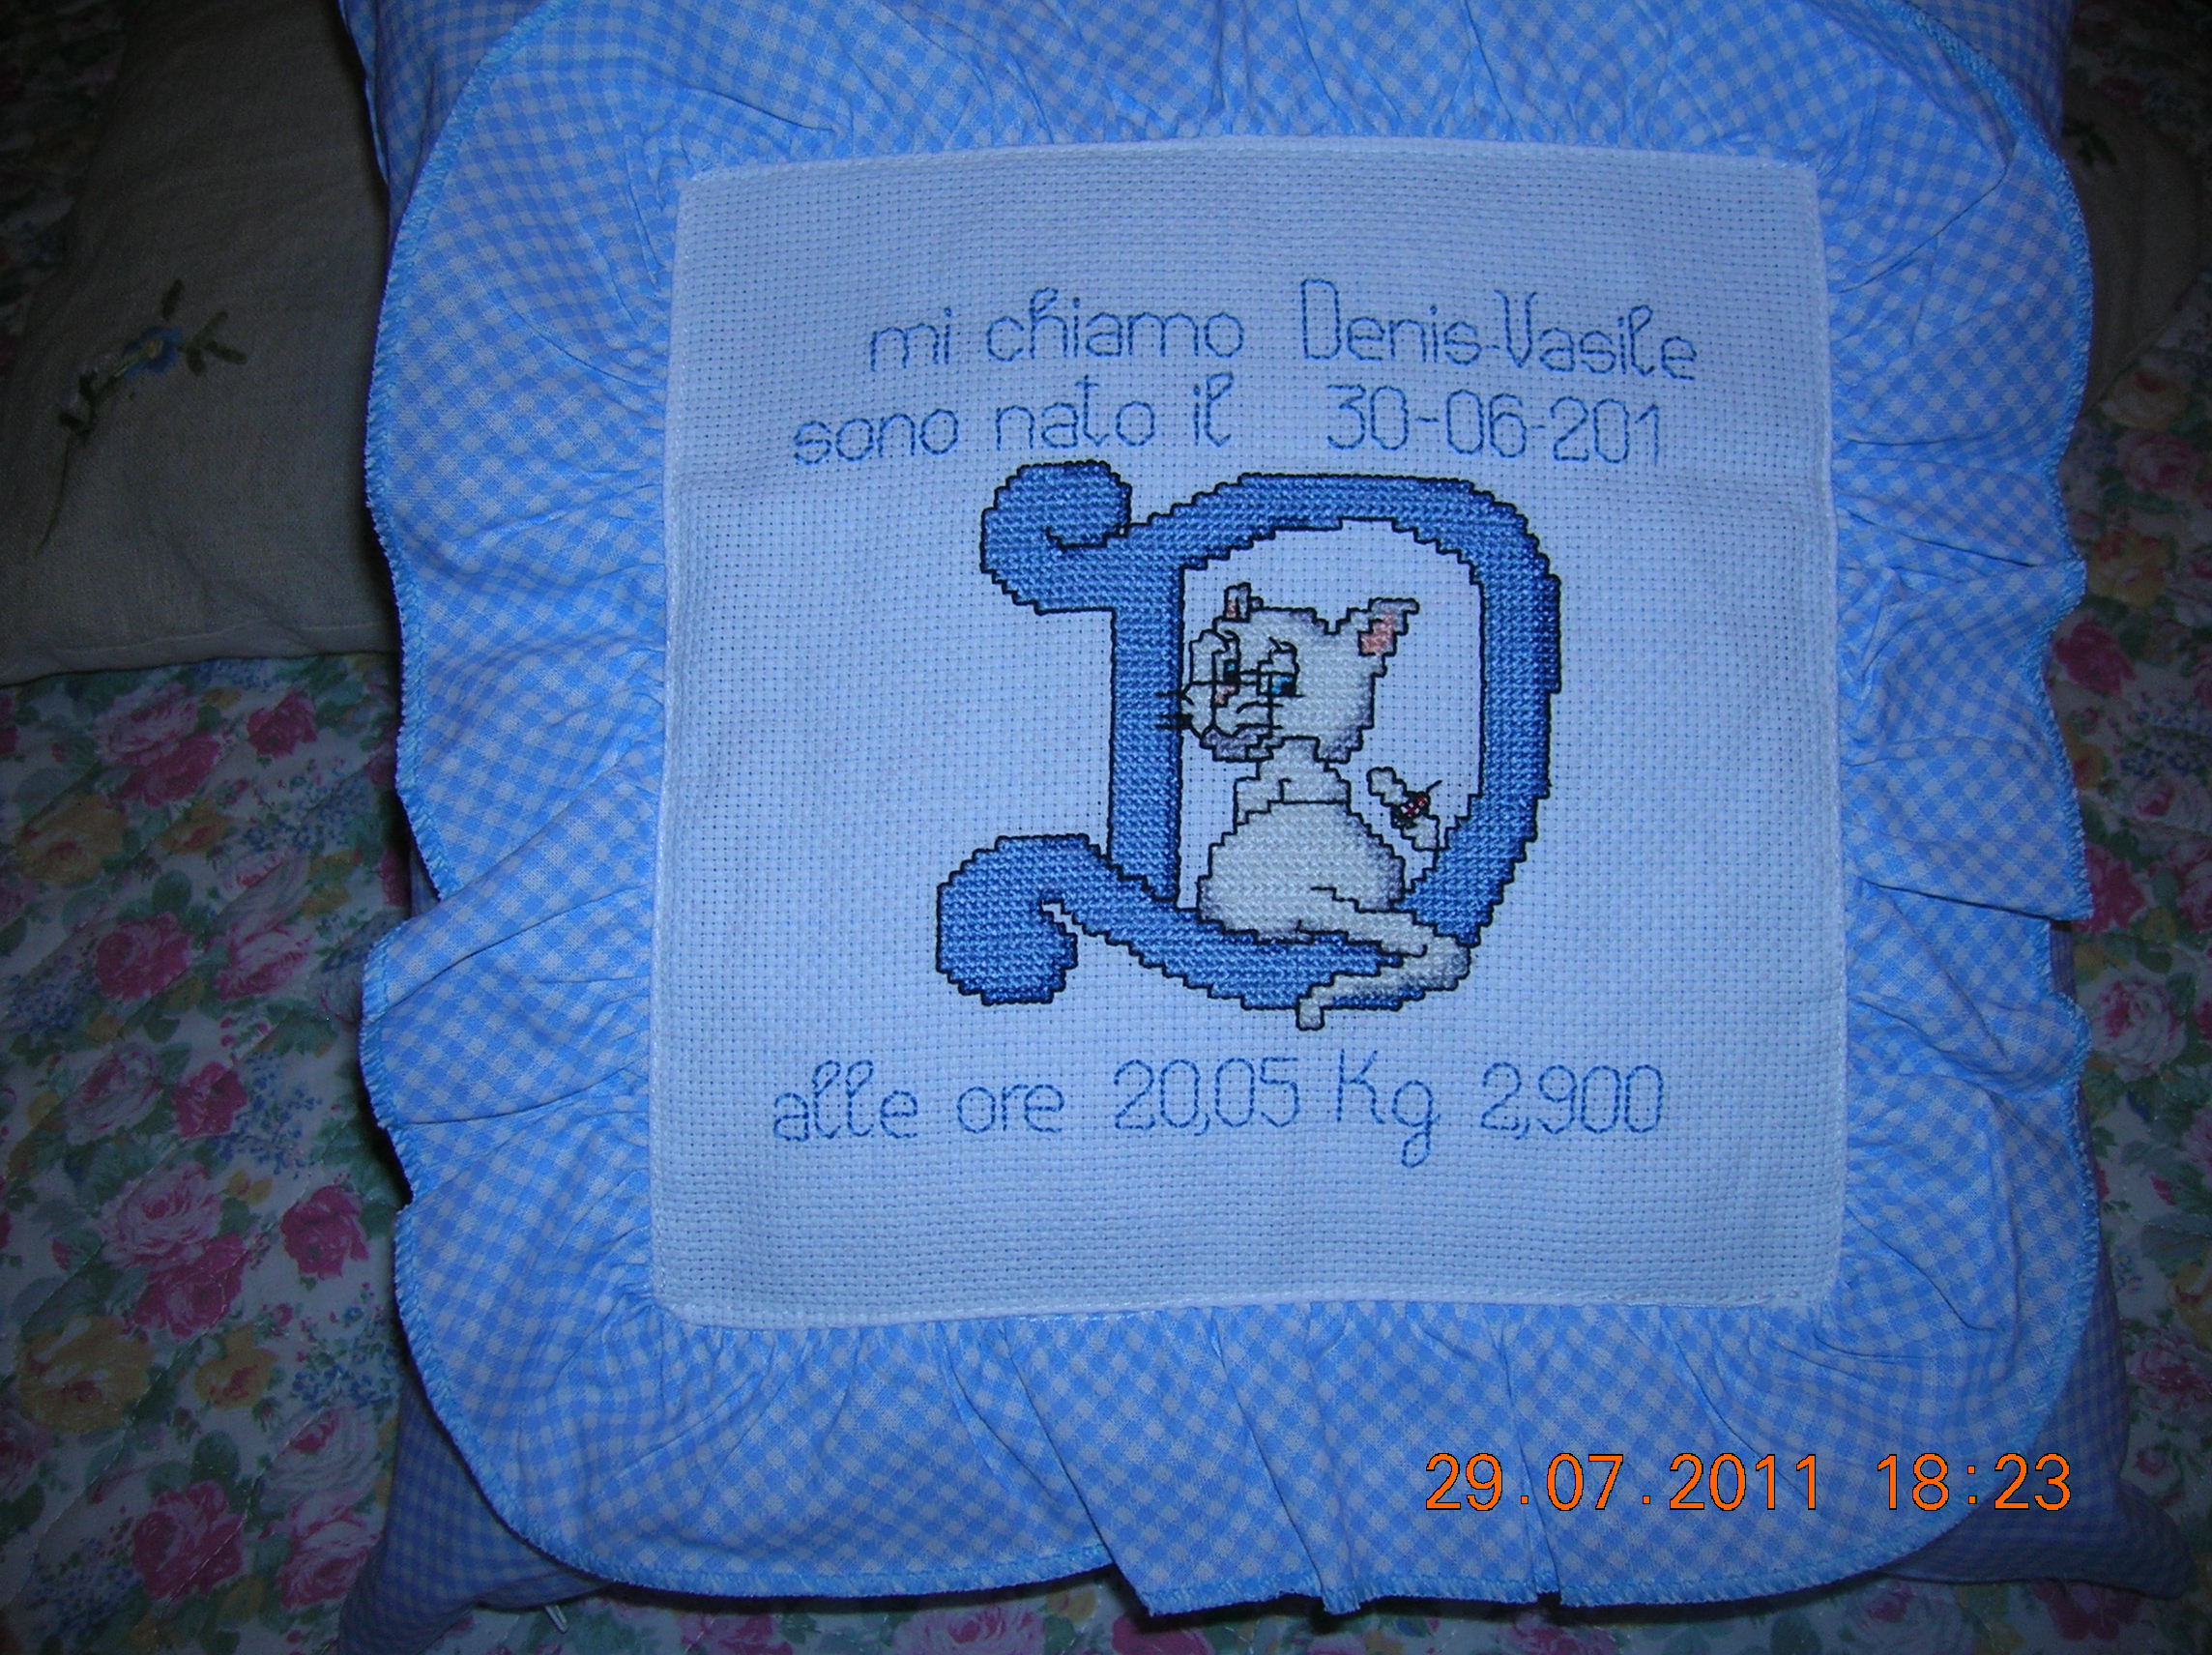 mi chiamo Denis-Vasile
sono nato il 30-06-201
D
alle ore 20,05 Kg 2,900
29.07.2011 18:23